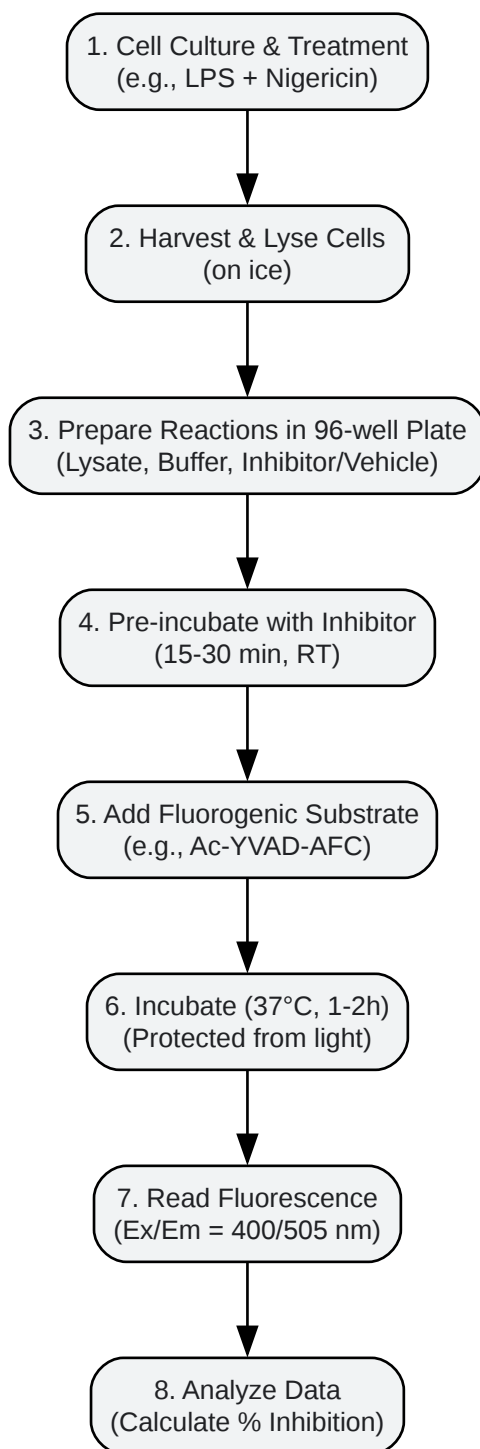 1. Cell Culture & Treatment
(e.g., LPS + Nigericin)
2. Harvest & Lyse Cells
(on ice)
3. Prepare Reactions in 96-well Plate
(Lysate, Buffer, Inhibitor/Vehicle)
4. Pre-incubate with Inhibitor
(15-30 min, RT)
5. Add Fluorogenic Substrate
(e.g., Ac-YVAD-AFC)
6. Incubate (37°C, 1-2h)
(Protected from light)
7. Read Fluorescence
(Ex/Em = 400/505 nm)
8. Analyze Data
(Calculate % Inhibition)